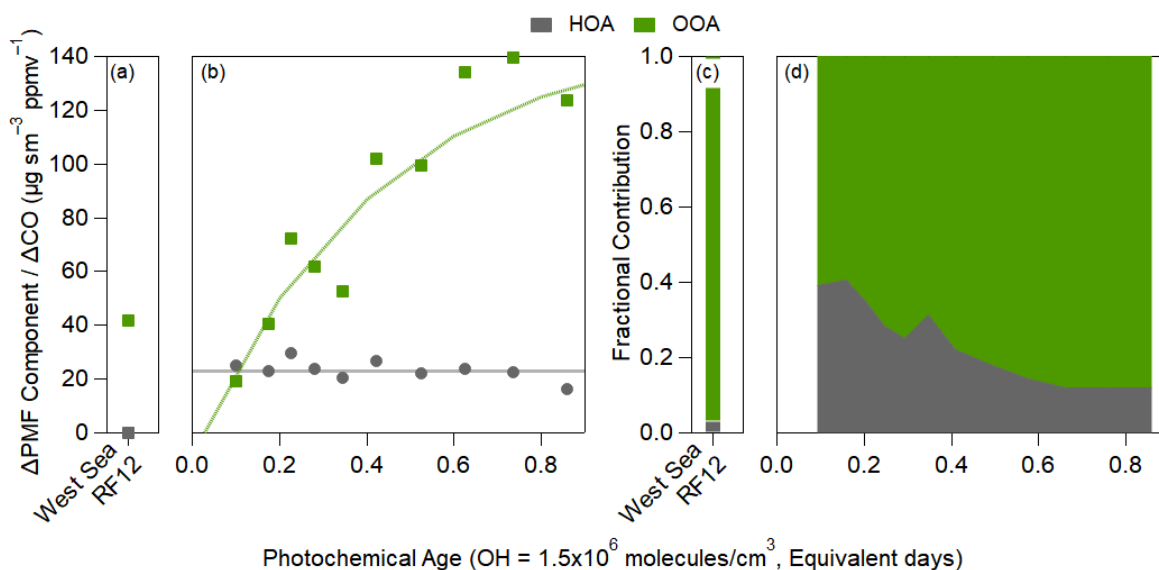 HOA OOA
ΔPMF Component / ΔCO (µg sm⁻³ ppmv⁻¹)
140
120
100
80
60
40
20
0
(a)
West Sea
RF12
(b)
0.0 0.2 0.4 0.6 0.8
Fractional Contribution
1.0
0.8
0.6
0.4
0.2
0.0
(c)
West Sea
RF12
(d)
0.0 0.2 0.4 0.6 0.8
Photochemical Age (OH = 1.5x10⁶ molecules/cm³, Equivalent days)